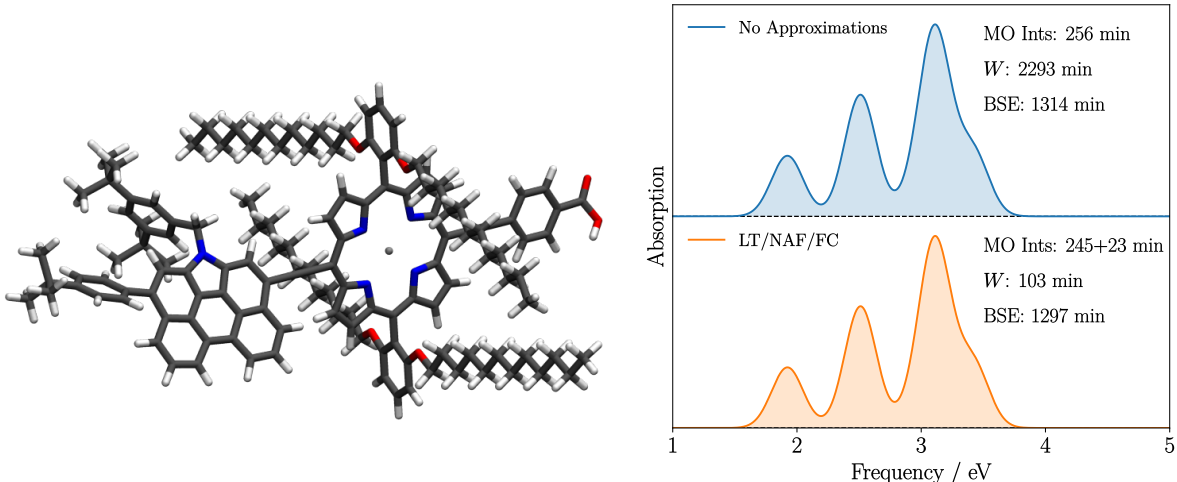 No Approximations
MO Ints: 256 min
W: 2293 min
BSE: 1314 min
Absorption
LT/NAF/FC
MO Ints: 245+23 min
W: 103 min
BSE: 1297 min
1 2 3 4 5
Frequency / eV